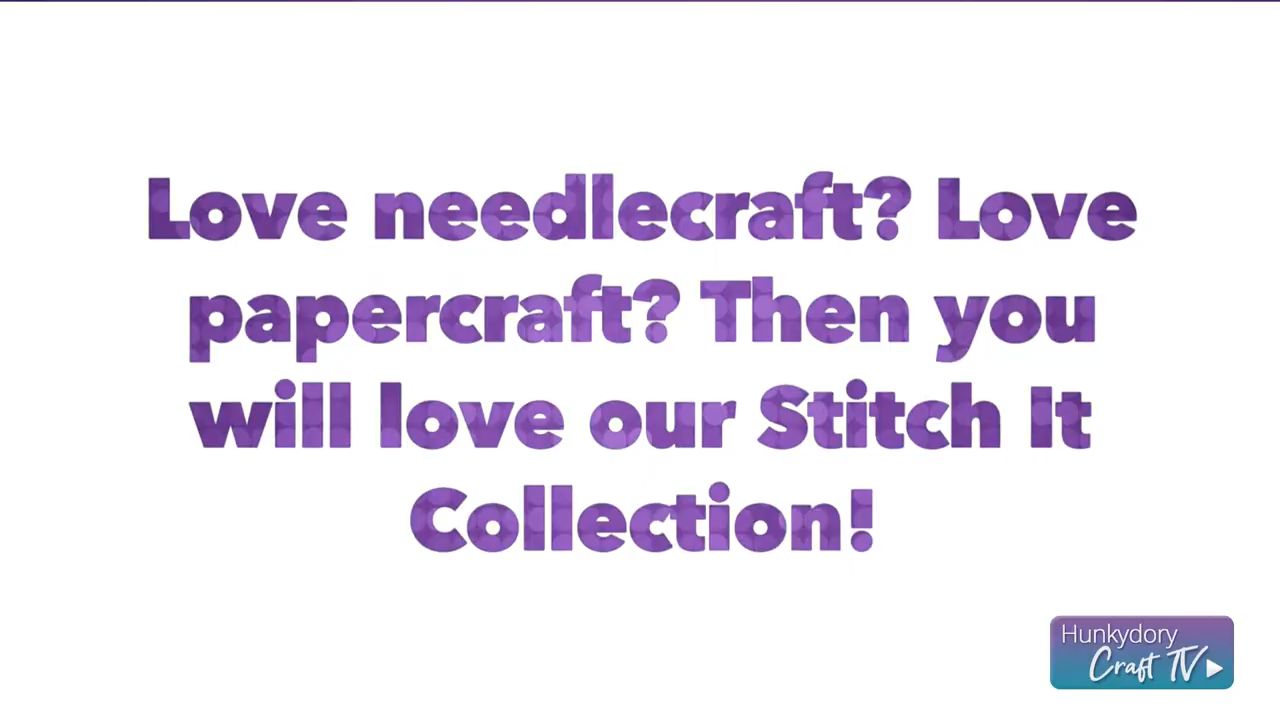 Love needlecraft? Love
papercraft? Then you
will love our Stitch It
Collection!
Hunkydory
Craft TV